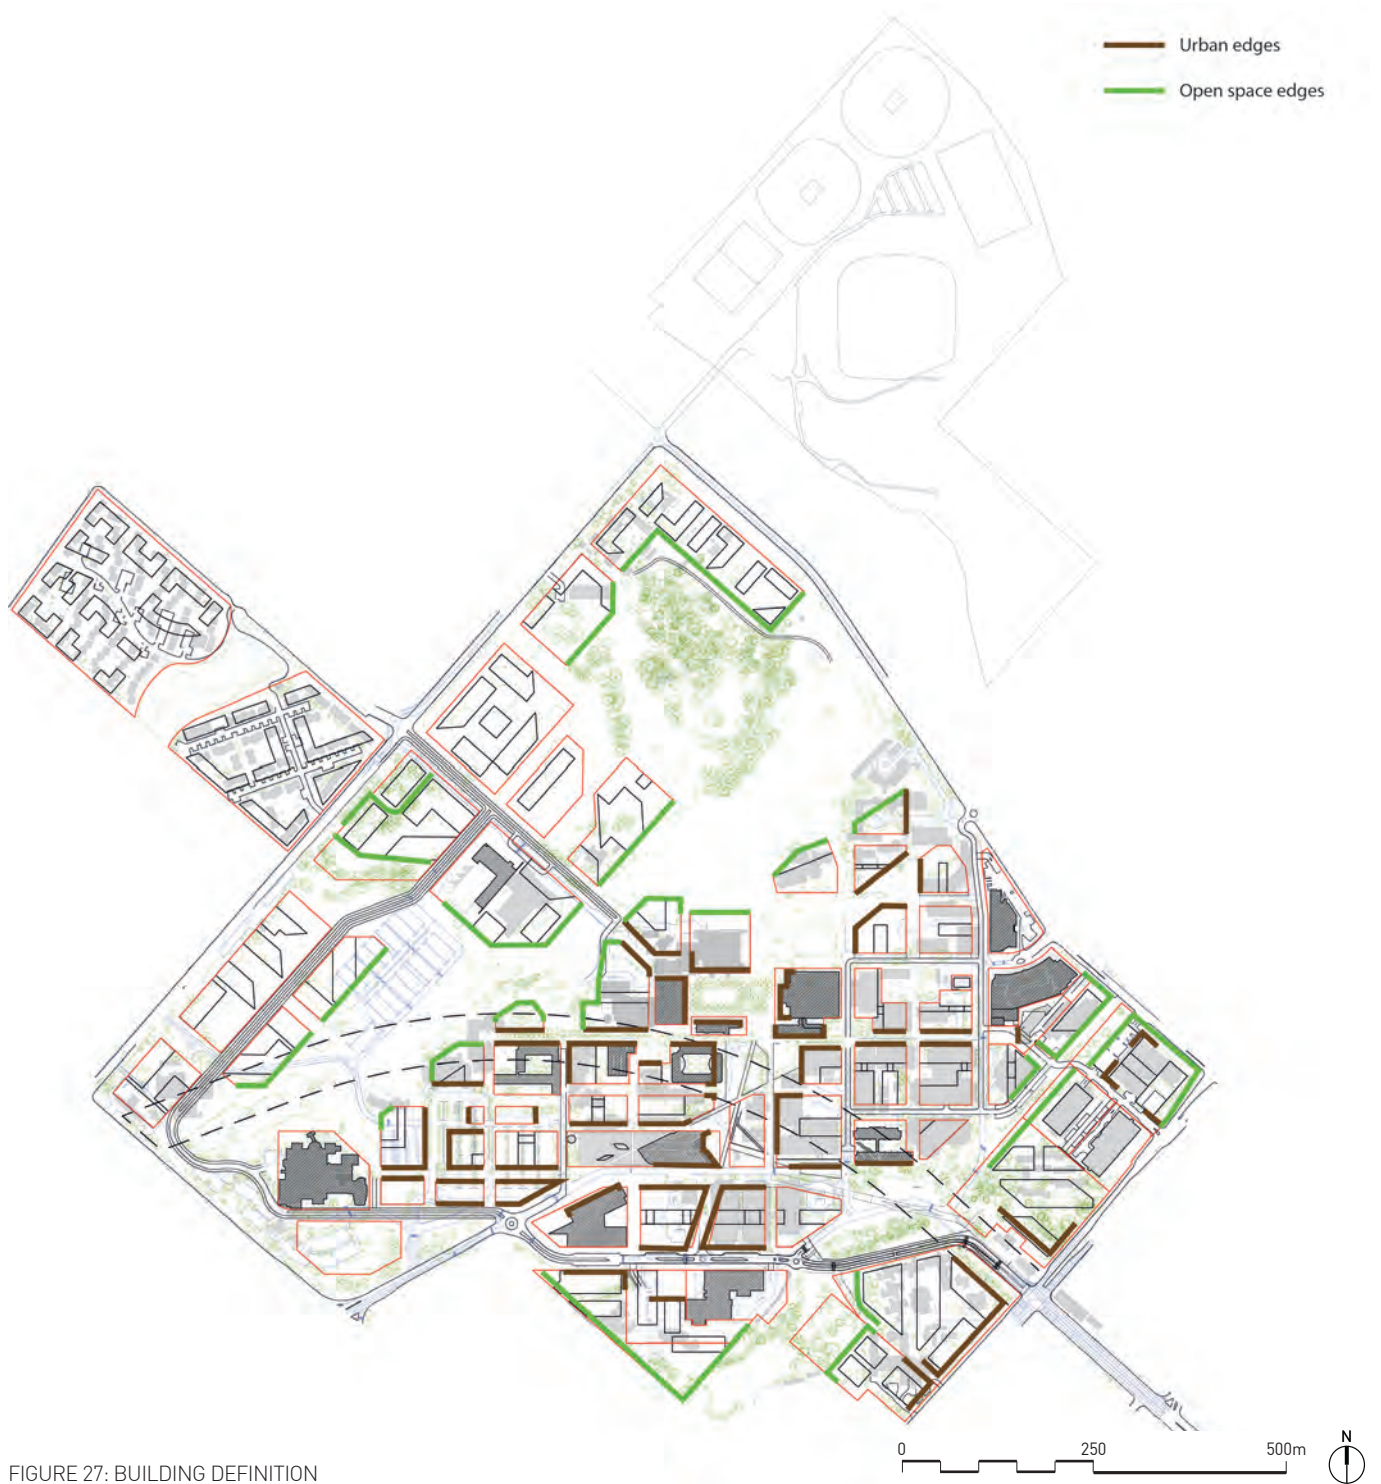 Urban edges
Open space edges
N
0 250 500m
FIGURE 27: BUILDING DEFINITION